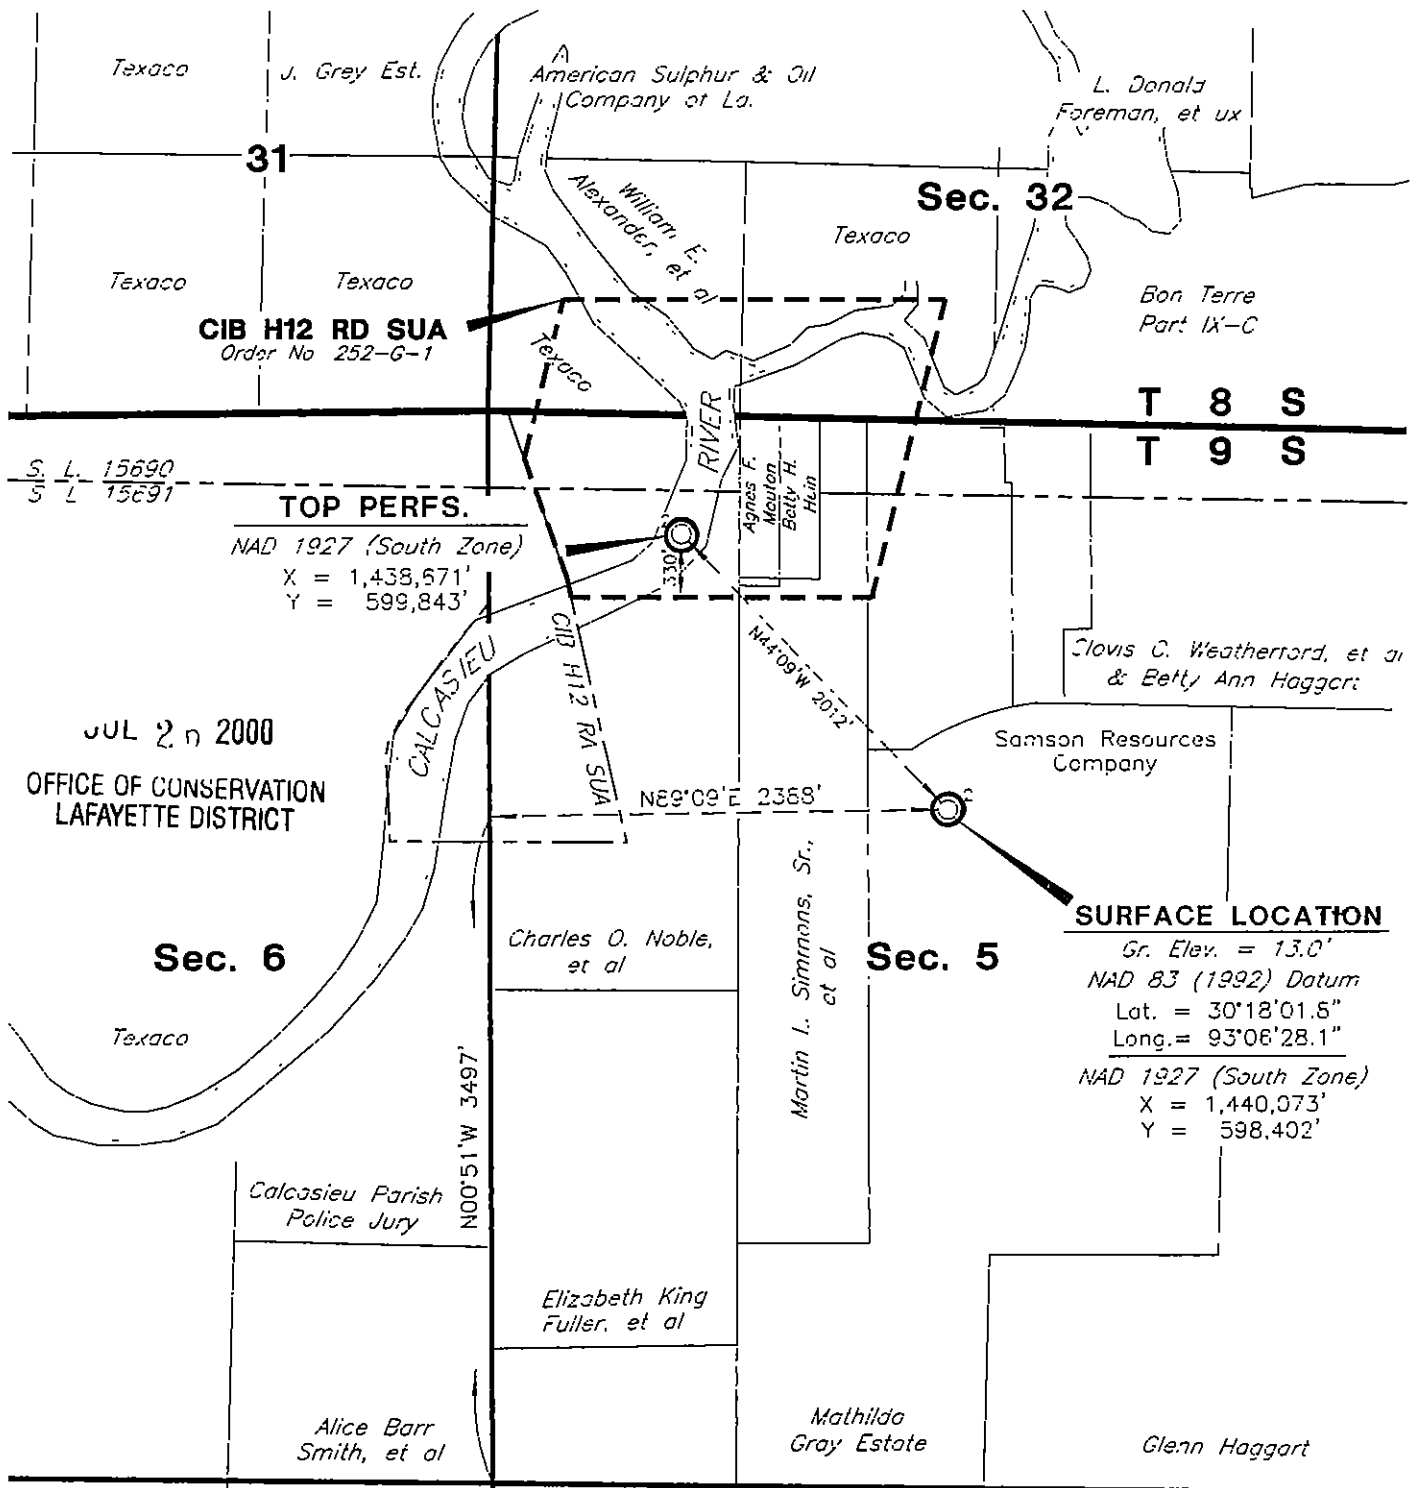 Texaco
J. Grey Est.
American Sulphur & Oil
Company of La.
L. Donald
Foreman, et ux
31
Sec. 32
William E.
Alexander, et al
Texaco
Texaco
Texaco
Bon Terre
Part IX-C
CIB H12 RD SUA
Order No 252-G-1
Texaco
T 8 S
T 9 S
RIVER
S. L. 15690
S L 15691
Agnes F.
Mouton
Betty H.
Huin
TOP PERFS.
NAD 1927 (South Zone)
X = 1,438,671'
Y = 599,843'
2
330'
CIB H12 RA SUA
CALCASIEU
N44°09'W 2012'
Clovis C. Weatherford, et al
& Betty Ann Haggart
JUL 20 2000
OFFICE OF CONSERVATION
LAFAYETTE DISTRICT
Samson Resources
Company
N89°09'E 2388'
2
SURFACE LOCATION
Gr. Elev. = 13.0'
NAD 83 (1992) Datum
Lat. = 30°18'01.8"
Long.= 93°06'28.1"
NAD 1927 (South Zone)
X = 1,440,073'
Y = 598,402'
Sec. 6
Charles O. Noble,
et al
Martin L. Simmons, Sr.,
et al
Sec. 5
Texaco
N00°51'W 3497'
Calcasieu Parish
Police Jury
Elizabeth King
Fuller, et al
Alice Barr
Smith, et al
Mathilda
Gray Estate
Glenn Haggart